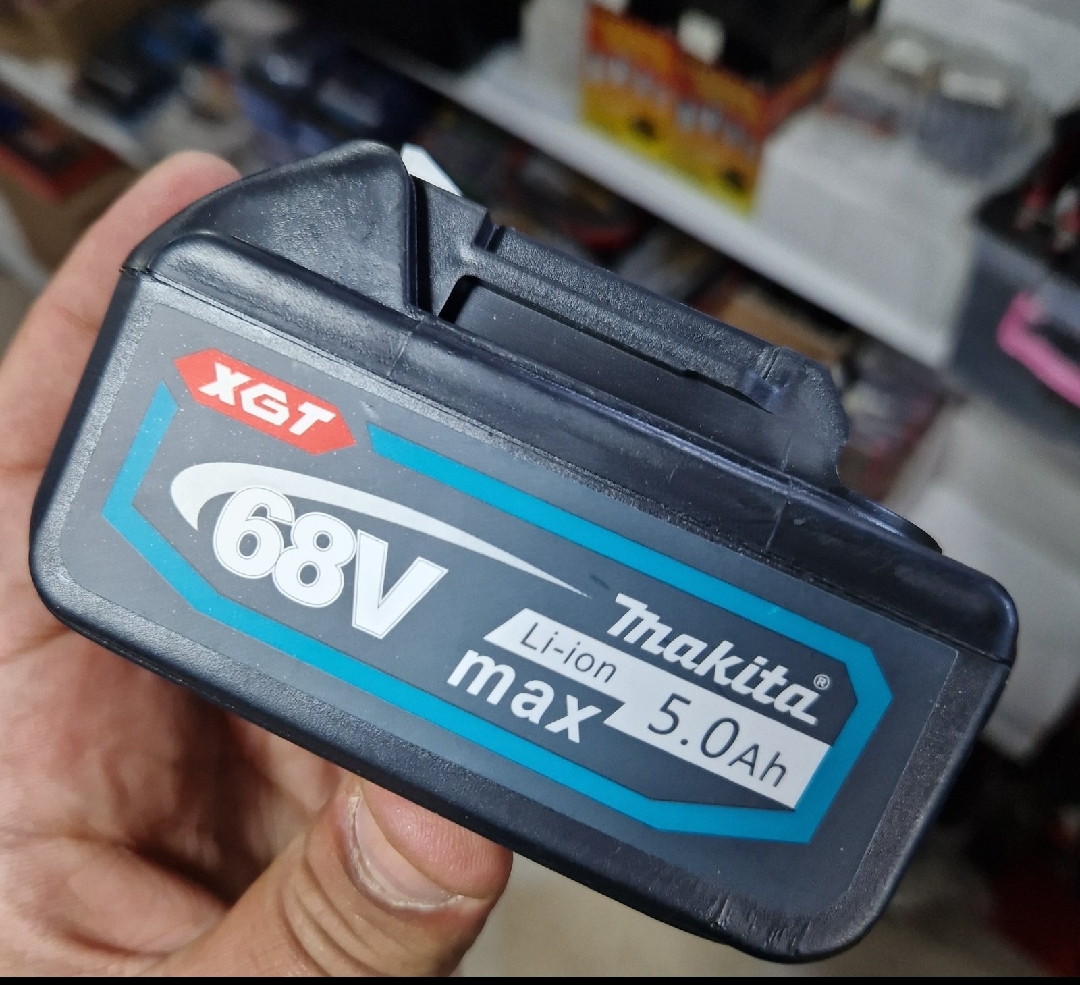 XGT
68V
makita®
Li-ion
max
5.0Ah